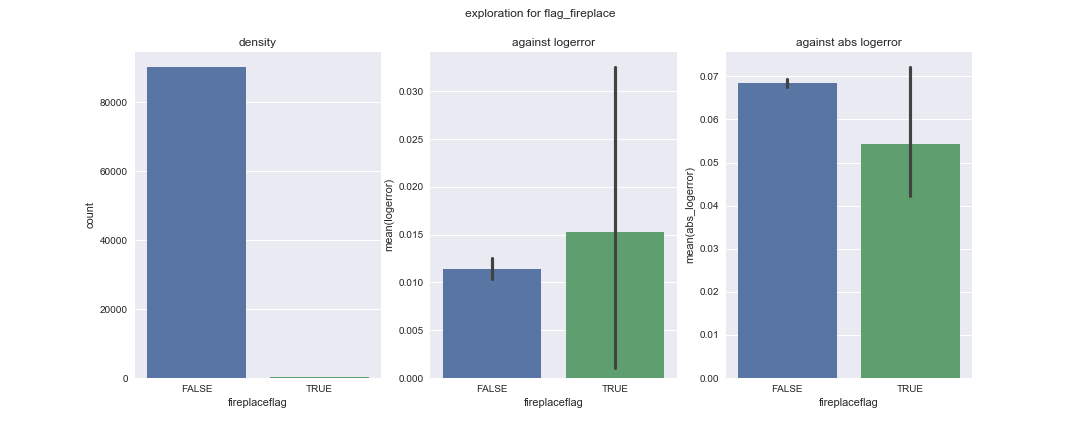 exploration for flag_fireplace
density
count
80000
60000
40000
20000
0
FALSE
TRUE
fireplaceflag
against logerror
mean(logerror)
0.030
0.025
0.020
0.015
0.010
0.005
0.000
FALSE
TRUE
fireplaceflag
against abs logerror
mean(abs_logerror)
0.07
0.06
0.05
0.04
0.03
0.02
0.01
0.00
FALSE
TRUE
fireplaceflag